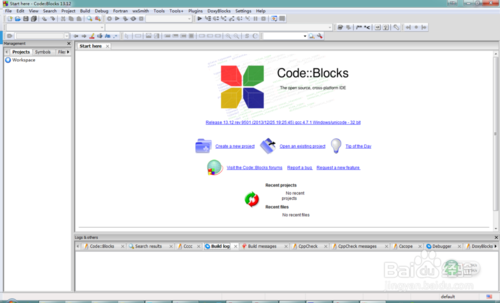 Start here - Code::Blocks 13.12
File Edit View Search Project Build Debug Fortran wxSmith Tools Tools+ Plugins DoxyBlocks Settings Help
Management
Start here
Projects Symbols Files
Workspace
Code::Blocks
The open source, cross-platform IDE
Release 13.12 rev 9501 (2013/12/25 19:25:45) gcc 4.7.1 Windows/unicode - 32 bit
Create a new project Open an existing project Tip of the Day
Visit the Code::Blocks forums Report a bug Request a new feature
Recent projects
No recent
projects
Recent files
No recent files
Logs & others
Code::Blocks Search results Cccc Build log Build messages CppCheck CppCheck messages Cscope Debugger DoxyBlocks
Baidu 经验
jingyan.baidu.com
default